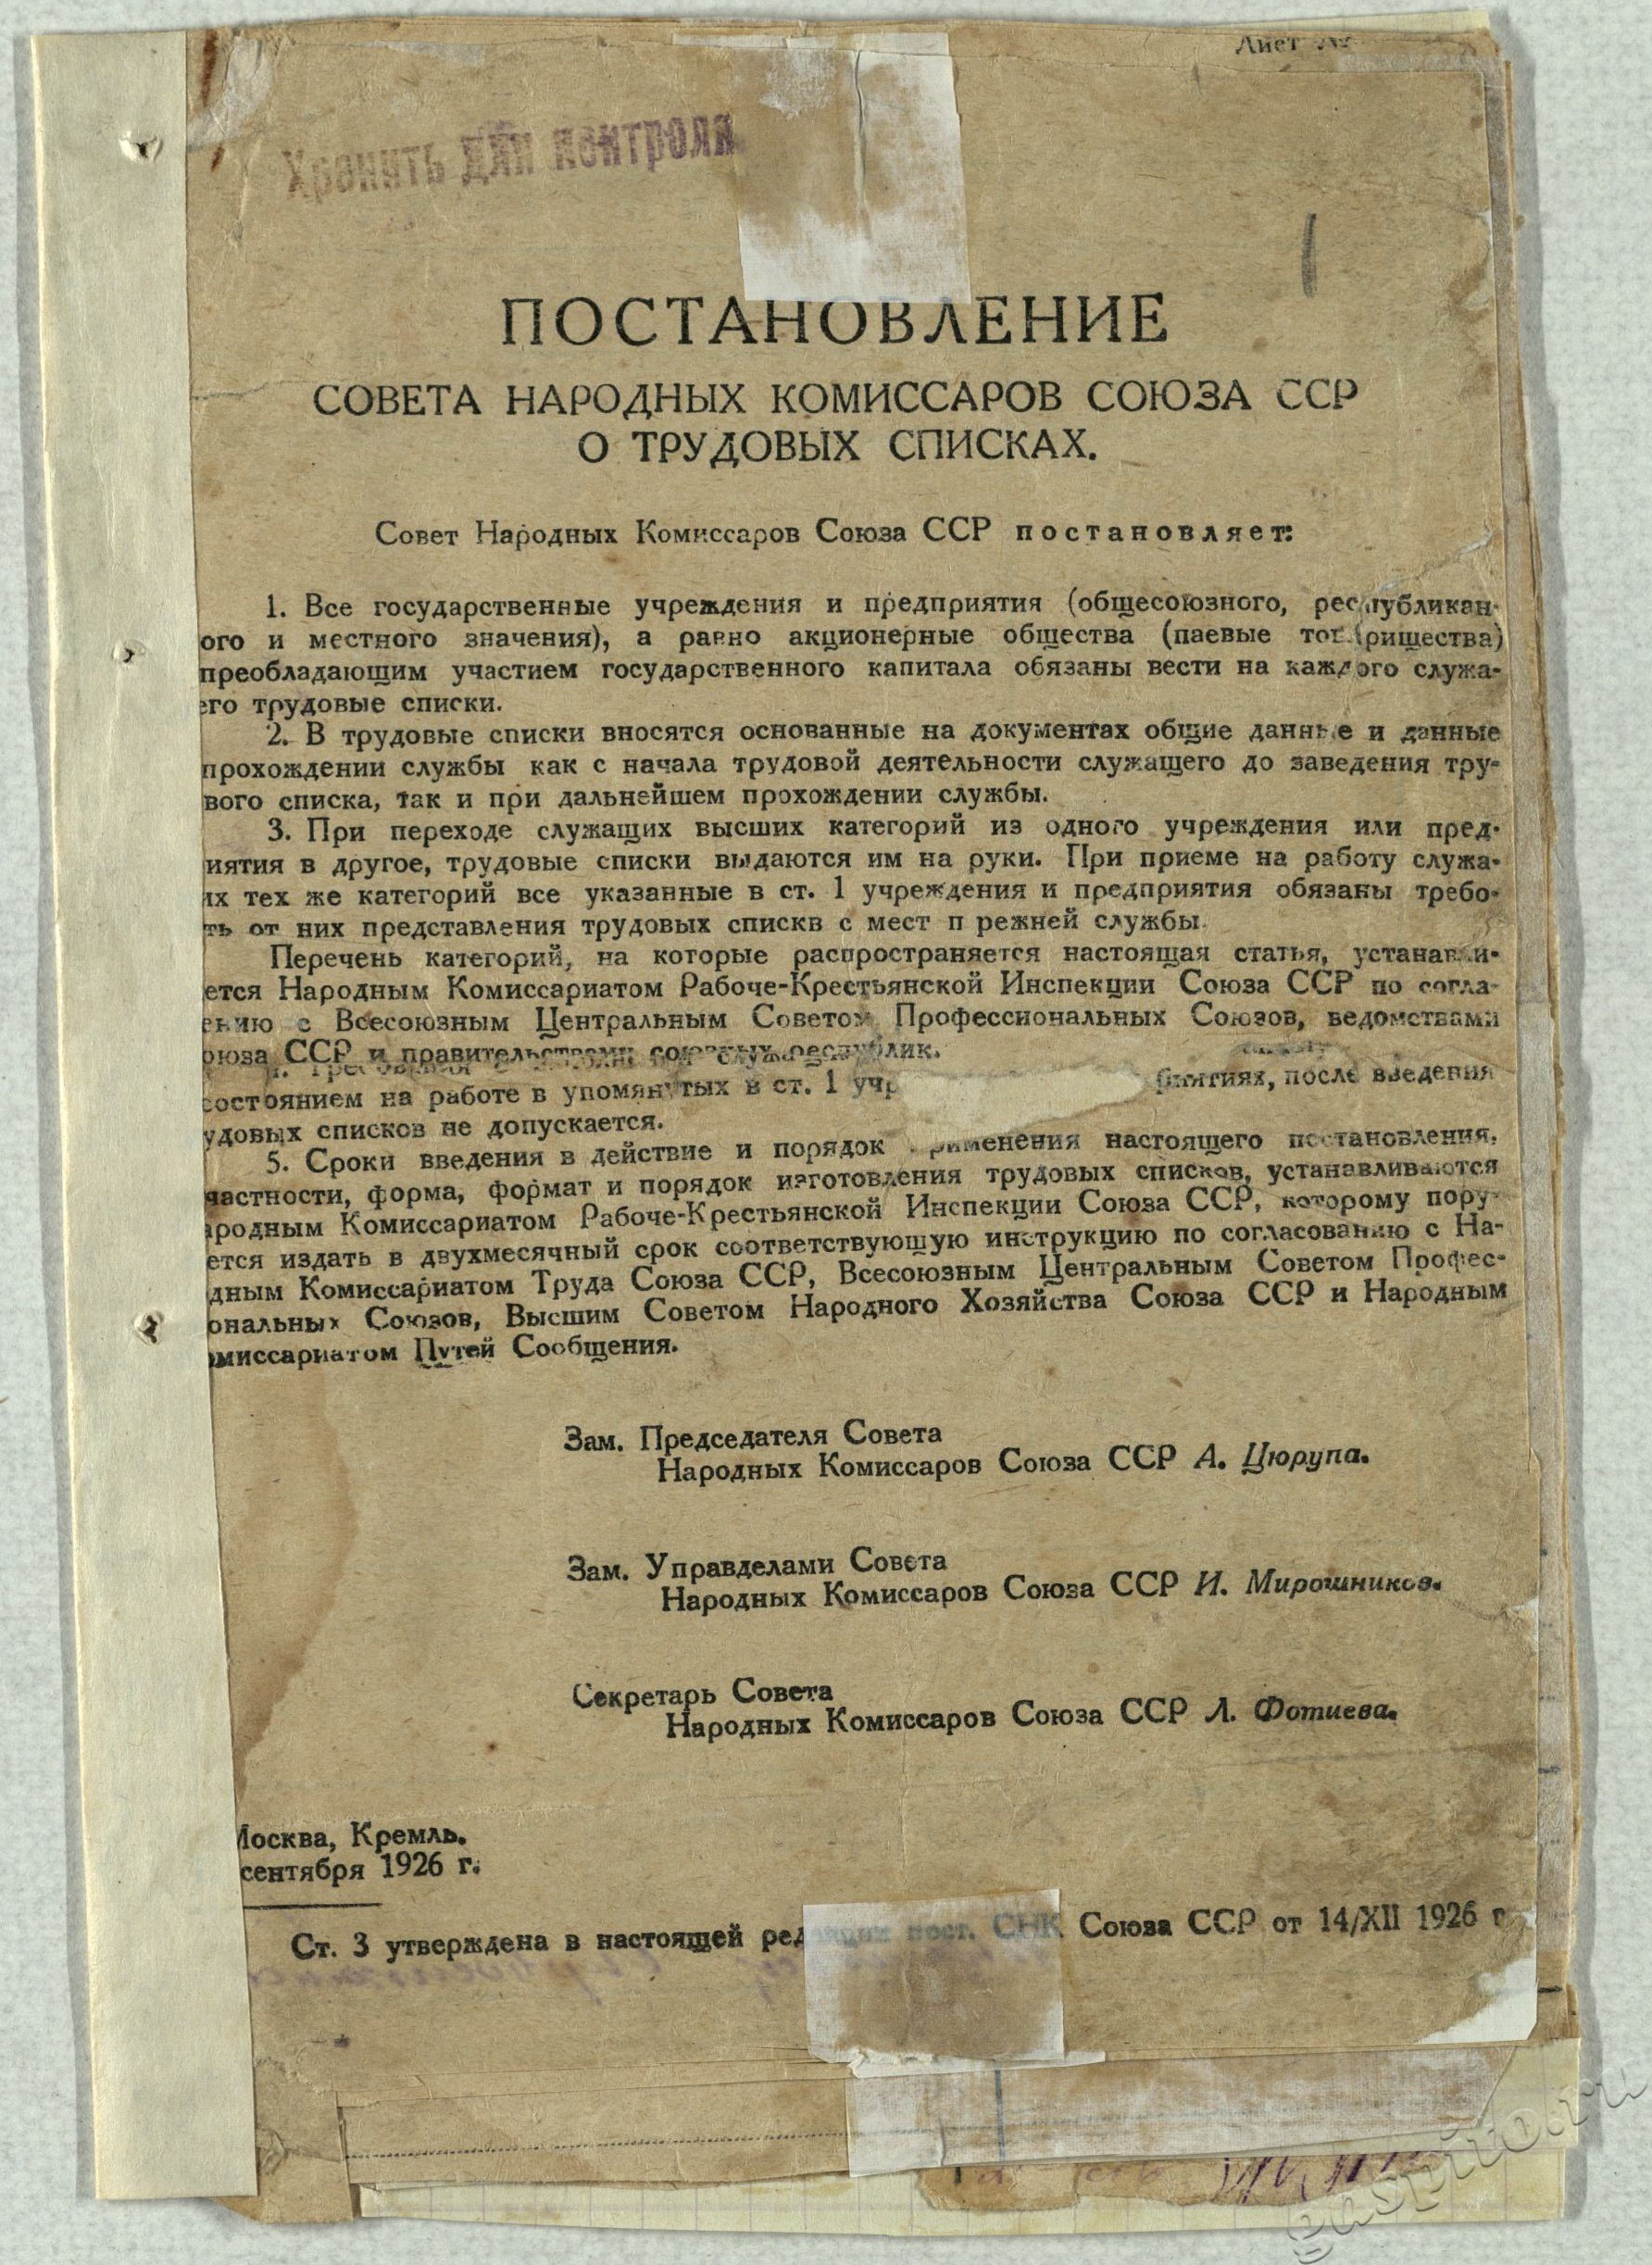 Лист №
Хранить для контроля
1
ПОСТАНОВЛЕНИЕ
СОВЕТА НАРОДНЫХ КОМИССАРОВ СОЮЗА ССР
О ТРУДОВЫХ СПИСКАХ.
Совет Народных Комиссаров Союза ССР постановляет:
1. Все государственные учреждения и предприятия (общесоюзного, республикан-
ого и местного значения), а равно акционерные общества (паевые товарищества)
преобладающим участием государственного капитала обязаны вести на каждого служа-
его трудовые списки.
2. В трудовые списки вносятся основанные на документах общие данные и данные
прохождении службы как с начала трудовой деятельности служащего до заведения тру-
вого списка, так и при дальнейшем прохождении службы.
3. При переходе служащих высших категорий из одного учреждения или пред-
иятия в другое, трудовые списки выдаются им на руки. При приеме на работу служа-
их тех же категорий все указанные в ст. 1 учреждения и предприятия обязаны требо-
ть от них представления трудовых спискв с мест п режней службы.
Перечень категорий, на которые распространяется настоящая статья, устанавли-
ется Народным Комиссариатом Рабоче-Крестьянской Инспекции Союза ССР по согла-
ению с Всесоюзным Центральным Советом Профессиональных Союзов, ведомствами
оюза ССР и правительствами союзных республик.
состоянием на работе в упомянутых в ст. 1 учр биятиях, после введения
удовых списков не допускается.
5. Сроки введения в действие и порядок применения настоящего постановления,
частности, форма, формат и порядок изготовления трудовых списков, устанавливаются
ародным Комиссариатом Рабоче-Крестьянской Инспекции Союза ССР, которому пору-
ется издать в двухмесячный срок соответствующую инструкцию по согласованию с На-
дным Комиссариатом Труда Союза ССР, Всесоюзным Центральным Советом Профес-
ональных Союзов, Высшим Советом Народного Хозяйства Союза ССР и Народным
омиссариатом Путей Сообщения.
Зам. Председателя Совета
Народных Комиссаров Союза ССР А. Цюрупа.
Зам. Управделами Совета
Народных Комиссаров Союза ССР И. Мирошников.
Секретарь Совета
Народных Комиссаров Союза ССР Л. Фотиева.
Москва, Кремль.
сентября 1926 г.
Ст. 3 утверждена в настоящей редакции пост. СНК Союза ССР от 14/XII 1926 г
gaspito.ru